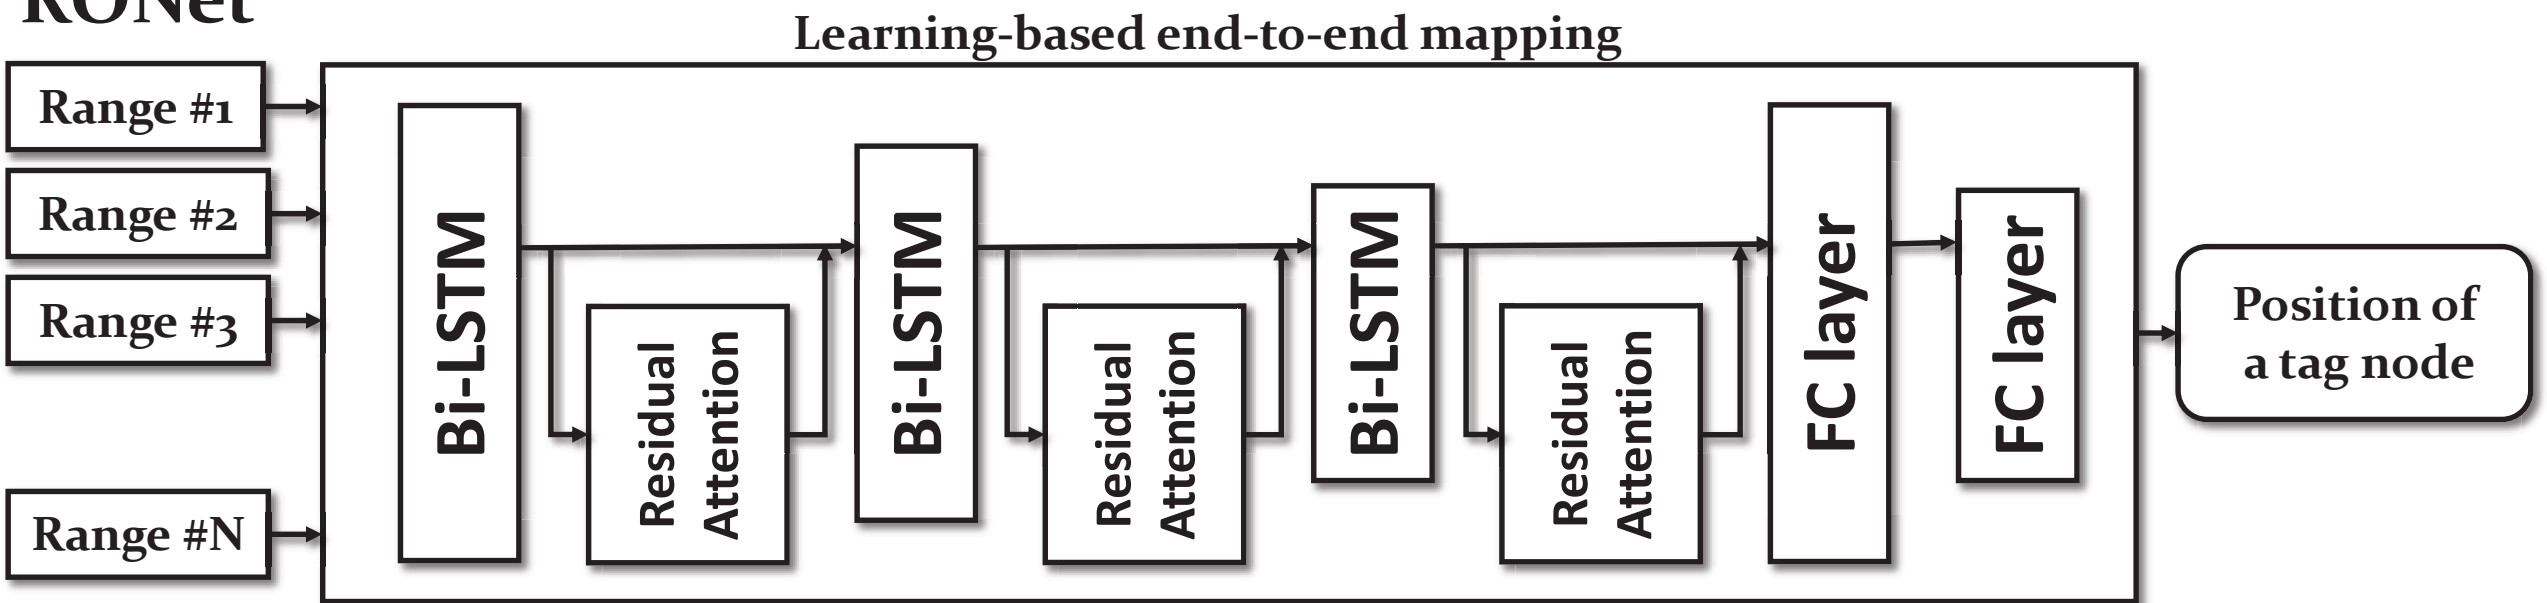 RONet
Learning-based end-to-end mapping
Range #1
Range #2
Range #3
Range #N
Bi-LSTM
Residual
Attention
Bi-LSTM
Residual
Attention
Bi-LSTM
Residual
Attention
FC layer
FC layer
Position of
a tag node